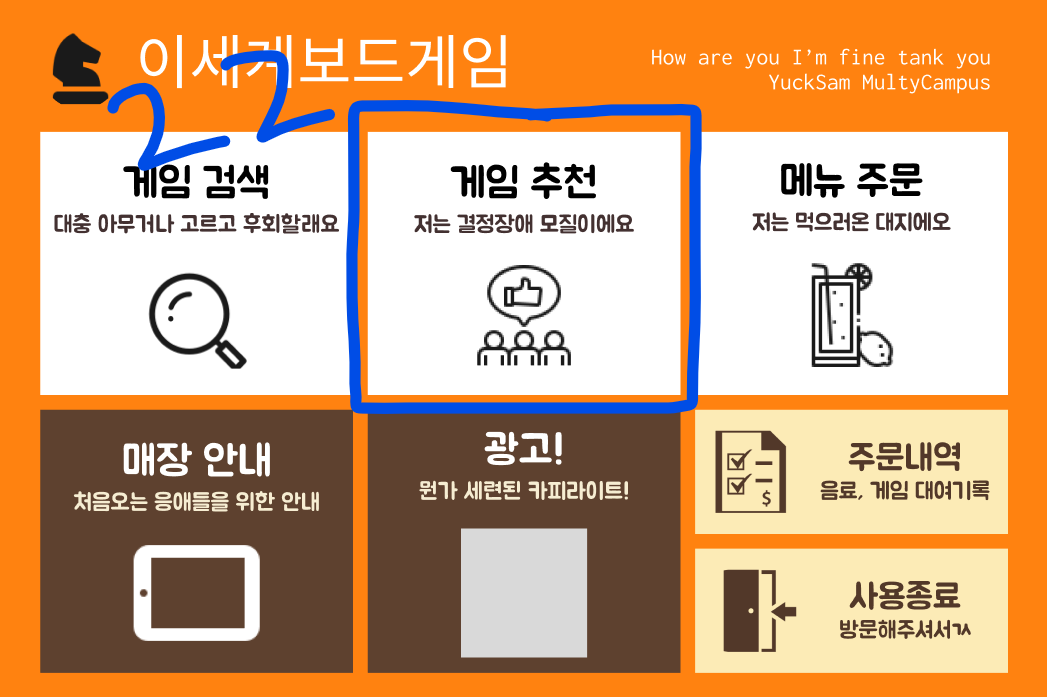 이세계보드게임
How are you I’m fine tank you
YuckSam MultyCampus
2 2
게임 검색
대충 아무거나 고르고 후회할래요
게임 추천
저는 결정장애 모질이에요
메뉴 주문
저는 먹으러온 대지에오
매장 안내
처음오는 응애들을 위한 안내
광고!
뭔가 세련된 카피라이트!
주문내역
음료, 게임 대여기록
$
사용종료
방문해주셔서ㄳ